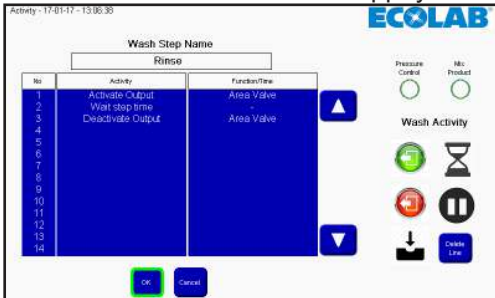 Activity - 17-01-17 - 13:06:38
ECOLAB
Wash Step Name
Rinse
No Activity Function/Time
1 Activate Output Area Valve
2 Wait step time -
3 Deactivate Output Area Valve
4
5
6
7
8
9
10
11
12
13
14
Pressure Control
Mic Product
Wash Activity
Delete Line
OK
Cancel